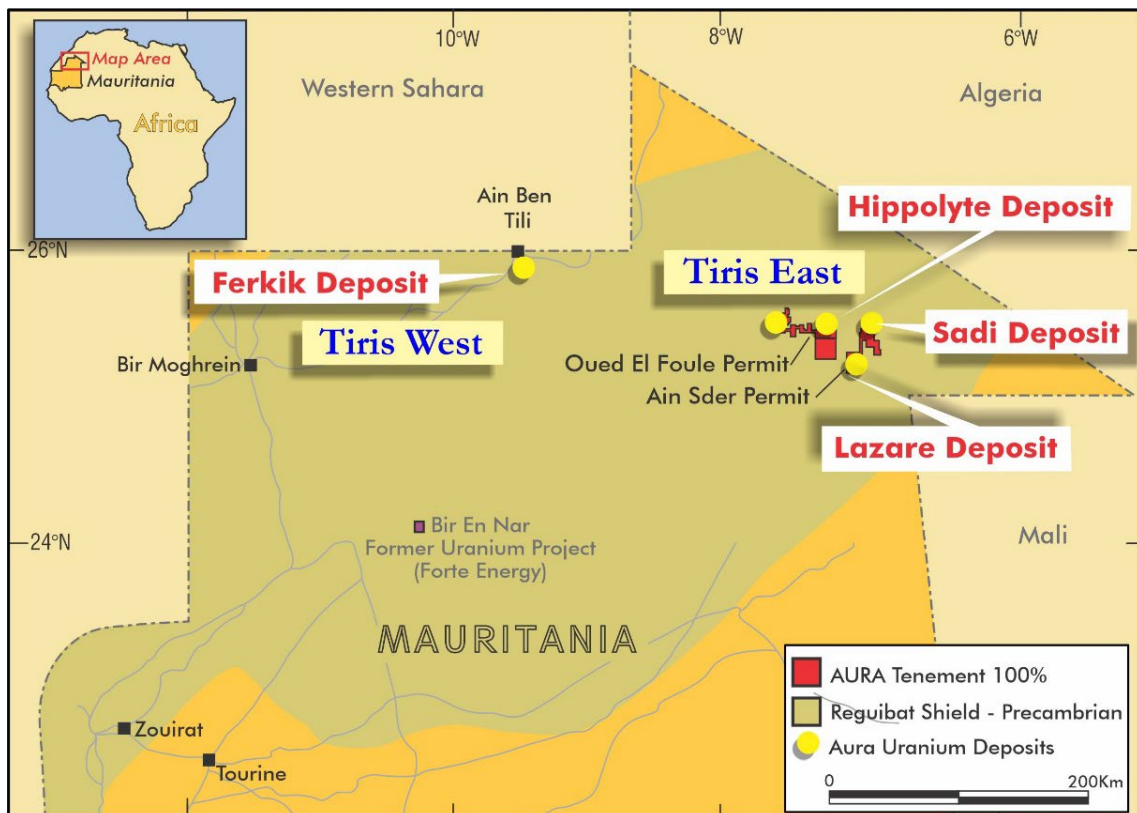 10°W
8°W
6°W
Map Area
Mauritania
Africa
Western Sahara
Algeria
Ain Ben
Tili
Hippolyte Deposit
26°N
Ferkik Deposit
Tiris East
Tiris West
Sadi Deposit
Bir Moghrein
Oued El Foule Permit
Ain Sder Permit
Lazare Deposit
Bir En Nar
Former Uranium Project
(Forte Energy)
24°N
Mali
MAURITANIA
AURA Tenement 100%
Reguibat Shield - Precambrian
Aura Uranium Deposits
0 200Km
Zouirat
Tourine